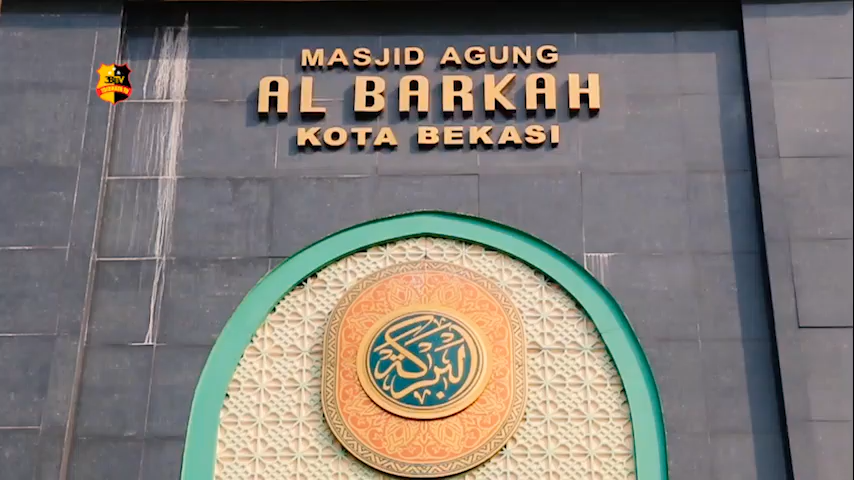 MASJID AGUNG
AL BARKAH
KOTA BEKASI
البركة